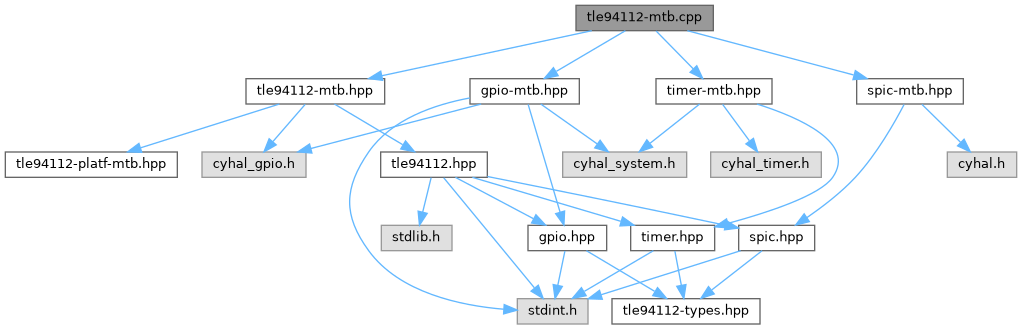 tle94112-mtb.cpp
tle94112-mtb.hpp
gpio-mtb.hpp
timer-mtb.hpp
spic-mtb.hpp
tle94112-platf-mtb.hpp
cyhal_gpio.h
tle94112.hpp
cyhal_system.h
cyhal_timer.h
cyhal.h
stdlib.h
gpio.hpp
timer.hpp
spic.hpp
stdint.h
tle94112-types.hpp